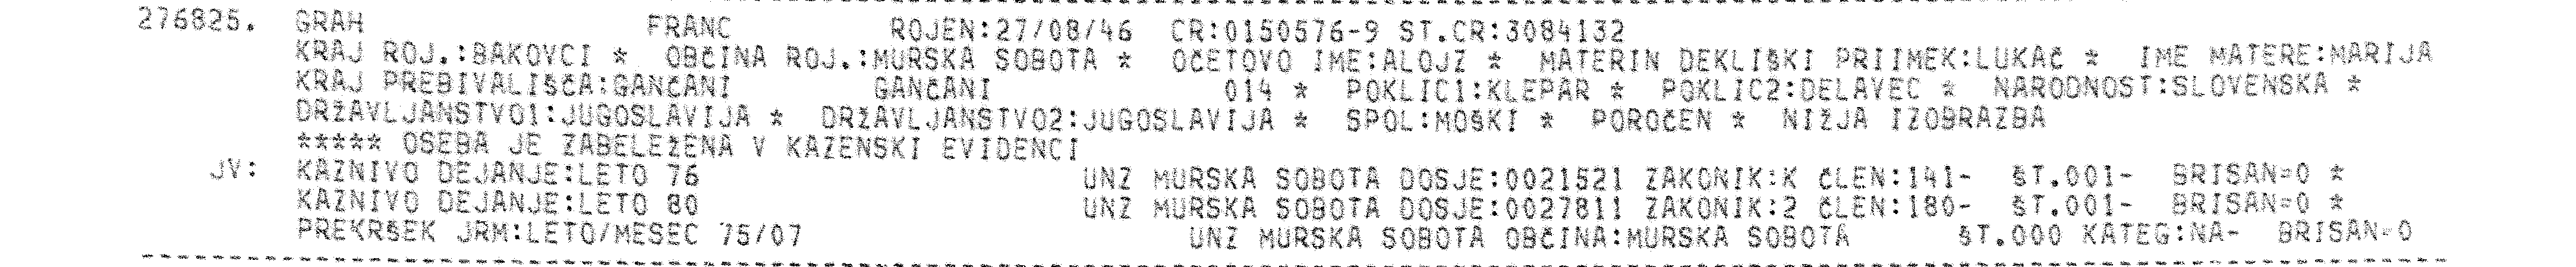 276825. GRAH FRANC ROJEN:27/08/46 CR:0150576-9 ST.CR:3084132
KRAJ ROJ.:BAKOVCI * OBČINA ROJ.:MURSKA SOBOTA * OČETOVO IME:ALOJZ * MATERIN DEKLIŠKI PRIIMEK:LUKAČ * IME MATERE:MARIJA
KRAJ PREBIVALIŠČA:GANČANI GANČANI 014 * POKLIC1:KLEPAR * POKLIC2:DELAVEC * NARODNOST:SLOVENSKA *
DRŽAVLJANSTVO1:JUGOSLAVIJA * DRŽAVLJANSTVO2:JUGOSLAVIJA * SPOL:MOŠKI * POROČEN * NIŽJA IZOBRAZBA
***** OSEBA JE ZABELEŽENA V KAZENSKI EVIDENCI
JV: KAZNIVO DEJANJE:LETO 76 UNZ MURSKA SOBOTA DOSJE:0021521 ZAKONIK:K ČLEN:141- ŠT.001- BRISAN=0 *
KAZNIVO DEJANJE:LETO 80 UNZ MURSKA SOBOTA DOSJE:0027811 ZAKONIK:2 ČLEN:180- ŠT.001- BRISAN=0 *
PREKRŠEK JRM:LETO/MESEC 75/07 UNZ MURSKA SOBOTA OBČINA:MURSKA SOBOTA ŠT.000 KATEG:NA- BRISAN=0